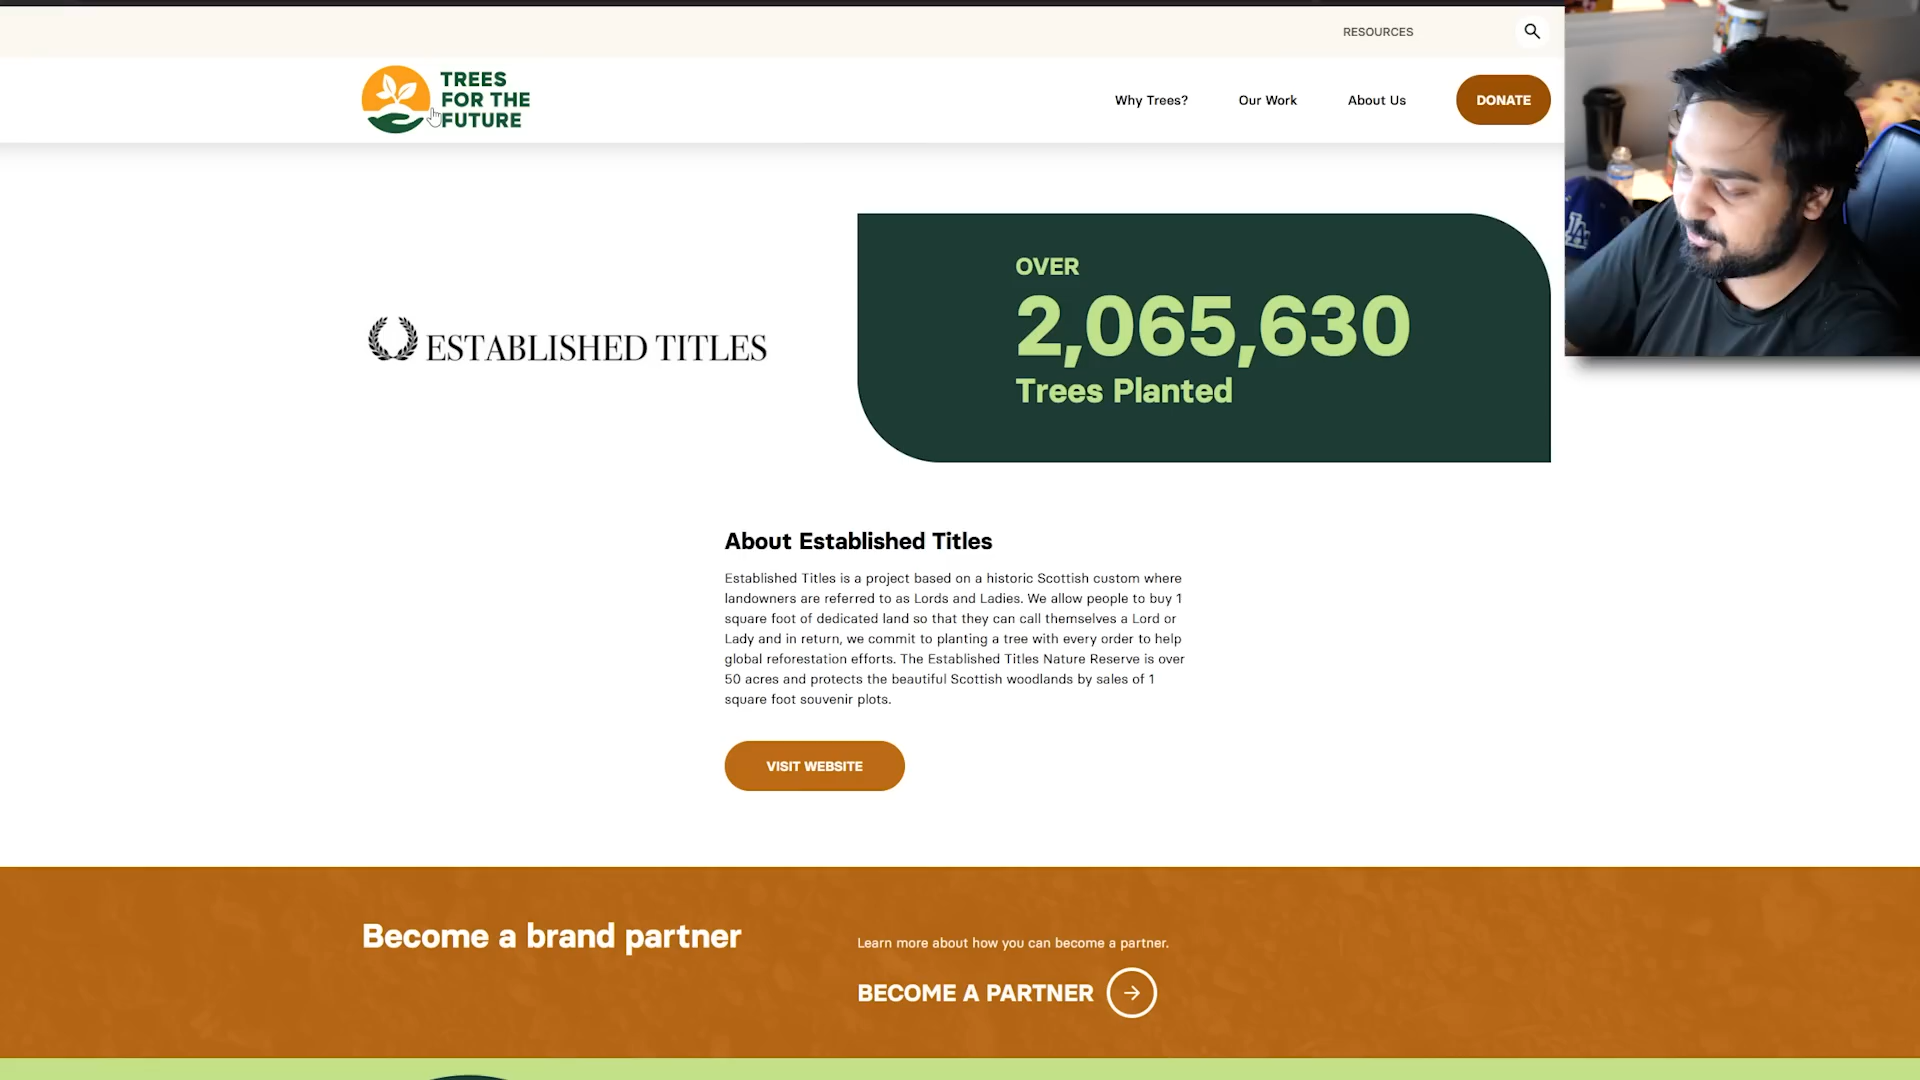 RESOURCES
TREES
FOR THE
FUTURE
Why Trees?
Our Work
About Us
DONATE
LA
OVER
2,065,630
Trees Planted
ESTABLISHED TITLES
About Established Titles
Established Titles is a project based on a historic Scottish custom where
landowners are referred to as Lords and Ladies. We allow people to buy 1
square foot of dedicated land so that they can call themselves a Lord or
Lady and in return, we commit to planting a tree with every order to help
global reforestation efforts. The Established Titles Nature Reserve is over
50 acres and protects the beautiful Scottish woodlands by sales of 1
square foot souvenir plots.
VISIT WEBSITE
Become a brand partner
Learn more about how you can become a partner.
BECOME A PARTNER